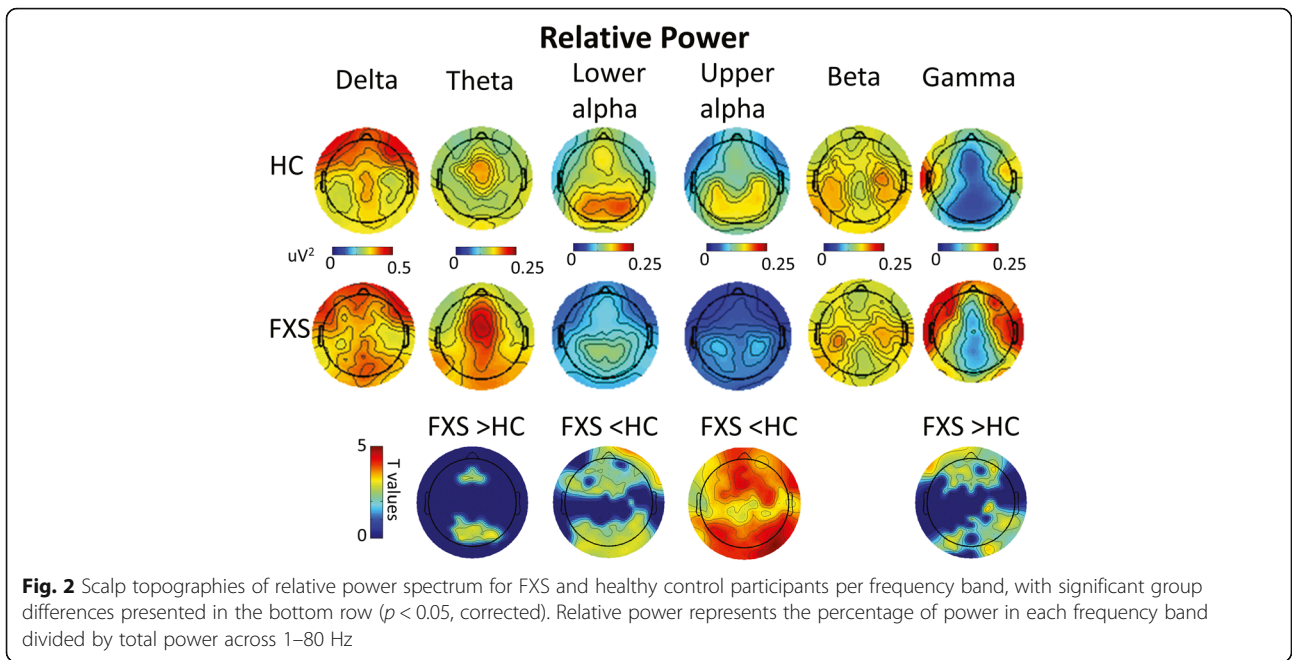 Relative Power
Delta Theta Lower alpha Upper alpha Beta Gamma
HC
uV² 0 0.5 0 0.25 0 0.25 0 0.25 0 0.25 0 0.25
FXS
FXS >HC FXS <HC FXS <HC FXS >HC
5
T values
0
Fig. 2 Scalp topographies of relative power spectrum for FXS and healthy control participants per frequency band, with significant group
differences presented in the bottom row (p < 0.05, corrected). Relative power represents the percentage of power in each frequency band
divided by total power across 1–80 Hz